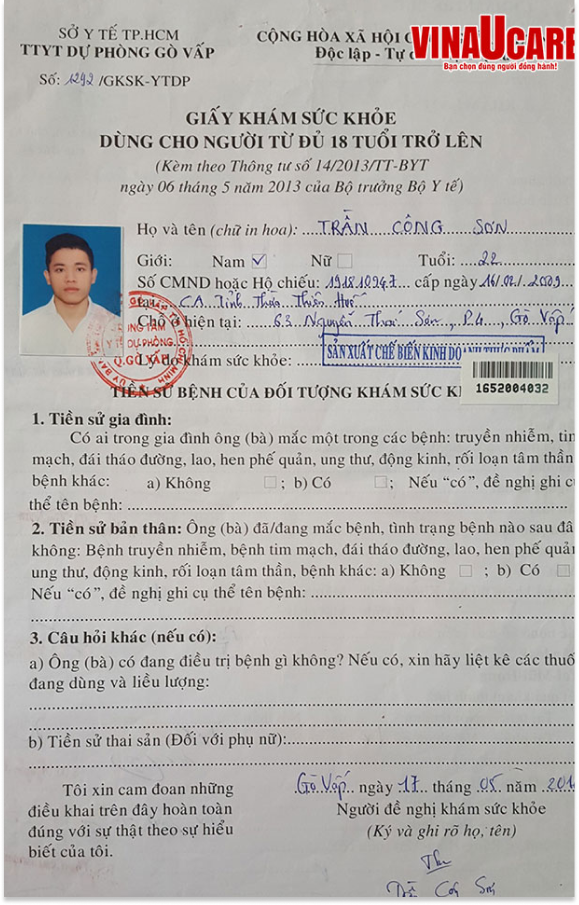 SỞ Y TẾ TP.HCM
TTYT DỰ PHÒNG GÒ VẤP
Số: 1292 /GKSK-YTDP
CỘNG HÒA XÃ HỘI
Độc lập - Tự
VINAUCARE
Bạn chọn đúng người đồng hành!
GIẤY KHÁM SỨC KHỎE
DÙNG CHO NGƯỜI TỪ ĐỦ 18 TUỔI TRỞ LÊN
(Kèm theo Thông tư số 14/2013/TT-BYT
ngày 06 tháng 5 năm 2013 của Bộ trưởng Bộ Y tế)
Họ và tên (chữ in hoa): TRẦN CÔNG SƠN
Giới: Nam ☑ Nữ ☐ Tuổi: 22
Số CMND hoặc Hộ chiếu: cấp ngày 16/02/2009
tại: CA. Tỉnh Thừa Thiên Huế
Chỗ ở hiện tại: 63 Nguyễn Thái Sơn, P.4, Gò Vấp
Lý do khám sức khỏe: SẢN XUẤT CHẾ BIẾN KINH DOANH THỰC PHẨM
TRUNG TÂM
Y TẾ DỰ PHÒNG
Q.GÒ VẤP
1652004032
TIỀN SỬ BỆNH CỦA ĐỐI TƯỢNG KHÁM SỨC
1. Tiền sử gia đình:
Có ai trong gia đình ông (bà) mắc một trong các bệnh: truyền nhiễm, tim
mạch, đái tháo đường, lao, hen phế quản, ung thư, động kinh, rối loạn tâm thần,
bệnh khác: a) Không ☐; b) Có ☐; Nếu “có”, đề nghị ghi cụ
thể tên bệnh:
2. Tiền sử bản thân: Ông (bà) đã/đang mắc bệnh, tình trạng bệnh nào sau đâ
không: Bệnh truyền nhiễm, bệnh tim mạch, đái tháo đường, lao, hen phế quản
ung thư, động kinh, rối loạn tâm thần, bệnh khác: a) Không ☐ ; b) Có ☐
Nếu “có”, đề nghị ghi cụ thể tên bệnh:
3. Câu hỏi khác (nếu có):
a) Ông (bà) có đang điều trị bệnh gì không? Nếu có, xin hãy liệt kê các thuố
đang dùng và liều lượng:
b) Tiền sử thai sản (Đối với phụ nữ):
Tôi xin cam đoan những
điều khai trên đây hoàn toàn
đúng với sự thật theo sự hiểu
biết của tôi.
Gò Vấp ngày 17 tháng 05 năm 201
Người đề nghị khám sức khỏe
(Ký và ghi rõ họ, tên)